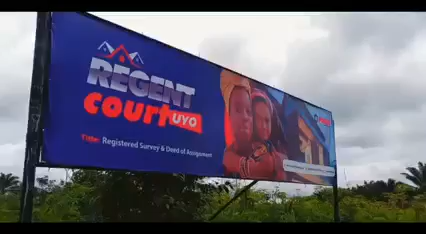 REGENT
court UYO
Title: Registered Survey & Deed of Assignment